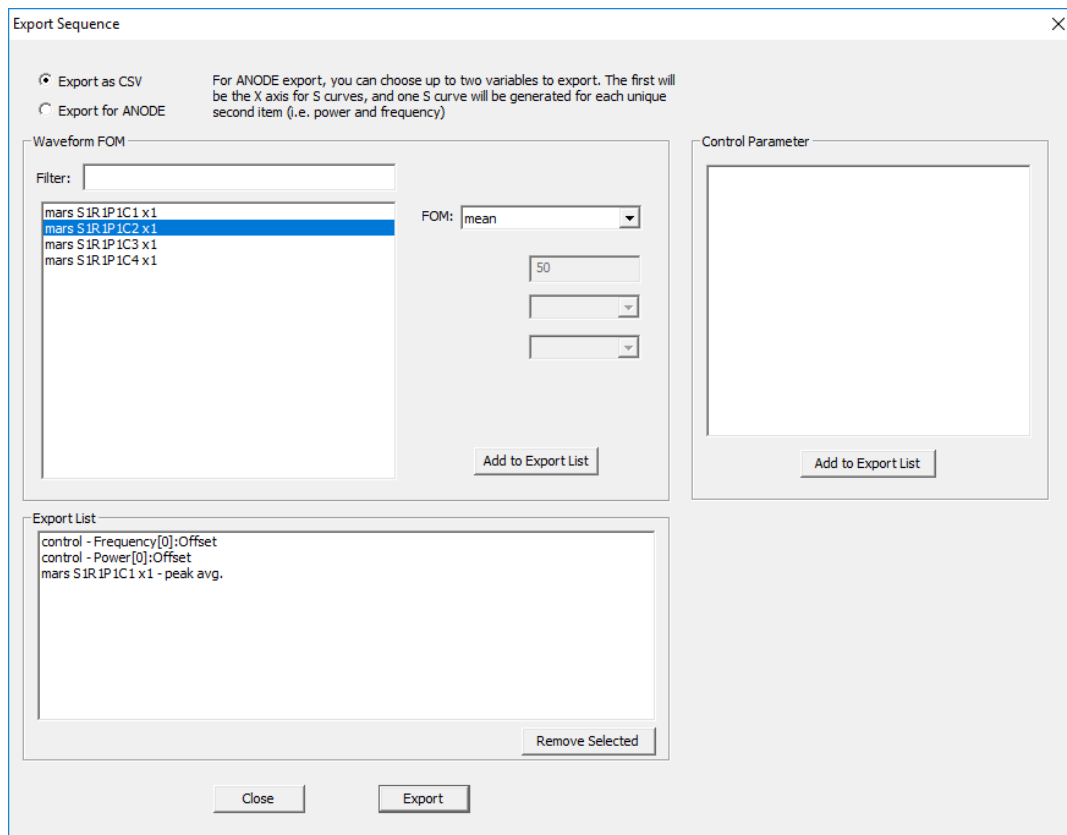 Export Sequence
Export as CSV
Export for ANODE
For ANODE export, you can choose up to two variables to export. The first will
be the X axis for S curves, and one S curve will be generated for each unique
second item (i.e. power and frequency)
Waveform FOM
Filter:
mars S1R1P1C1 x1
mars S1R1P1C2 x1
mars S1R1P1C3 x1
mars S1R1P1C4 x1
FOM: mean
50
Add to Export List
Control Parameter
Add to Export List
Export List
control - Frequency[0]:Offset
control - Power[0]:Offset
mars S1R1P1C1 x1 - peak avg.
Remove Selected
Close
Export